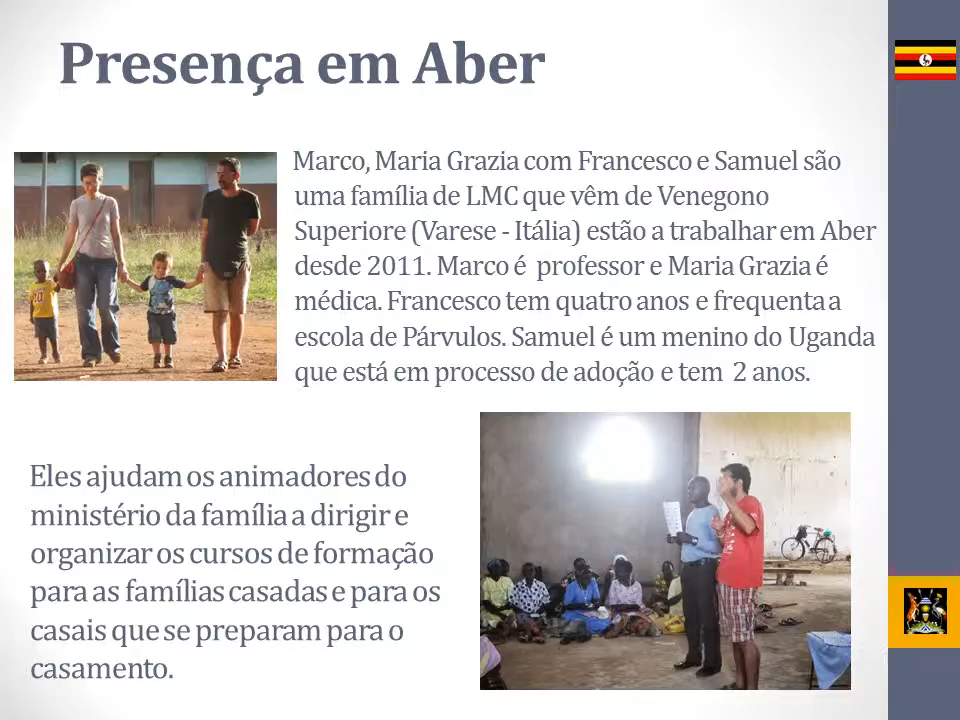 Presença em Aber
Marco, Maria Grazia com Francesco e Samuel são
uma família de LMC que vêm de Venegono
Superiore (Varese - Itália) estão a trabalhar em Aber
desde 2011. Marco é professor e Maria Grazia é
médica. Francesco tem quatro anos e frequenta a
escola de Párvulos. Samuel é um menino do Uganda
que está em processo de adoção e tem 2 anos.
Eles ajudam os animadores do
ministério da família a dirigir e
organizar os cursos de formação
para as famílias casadas e para os
casais que se preparam para o
casamento.